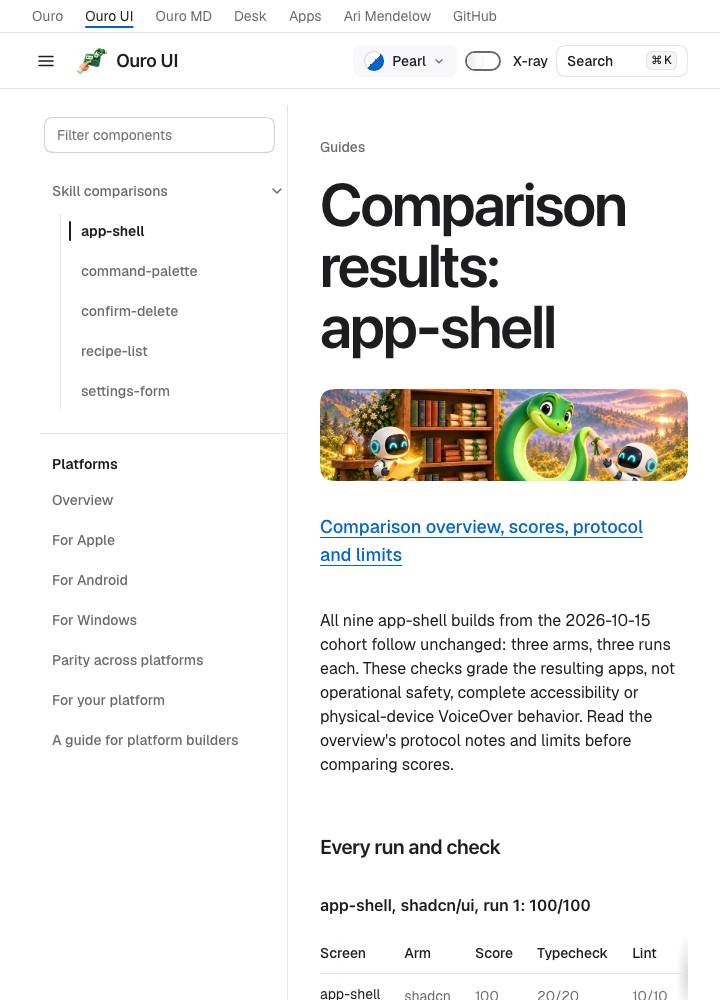 Ouro Ouro UI Ouro MD Desk Apps Ari Mendelow GitHub
Ouro UI Pearl X-ray Search ⌘ K
Filter components
Skill comparisons
app-shell
command-palette
confirm-delete
recipe-list
settings-form
Platforms
Overview
For Apple
For Android
For Windows
Parity across platforms
For your platform
A guide for platform builders
Guides
Comparison
results:
app-shell
Comparison overview, scores, protocol
and limits
All nine app-shell builds from the 2026-10-15
cohort follow unchanged: three arms, three runs
each. These checks grade the resulting apps, not
operational safety, complete accessibility or
physical-device VoiceOver behavior. Read the
overview's protocol notes and limits before
comparing scores.
Every run and check
app-shell, shadcn/ui, run 1: 100/100
Screen Arm Score Typecheck Lint
app-shell shadcn 100 20/20 10/10